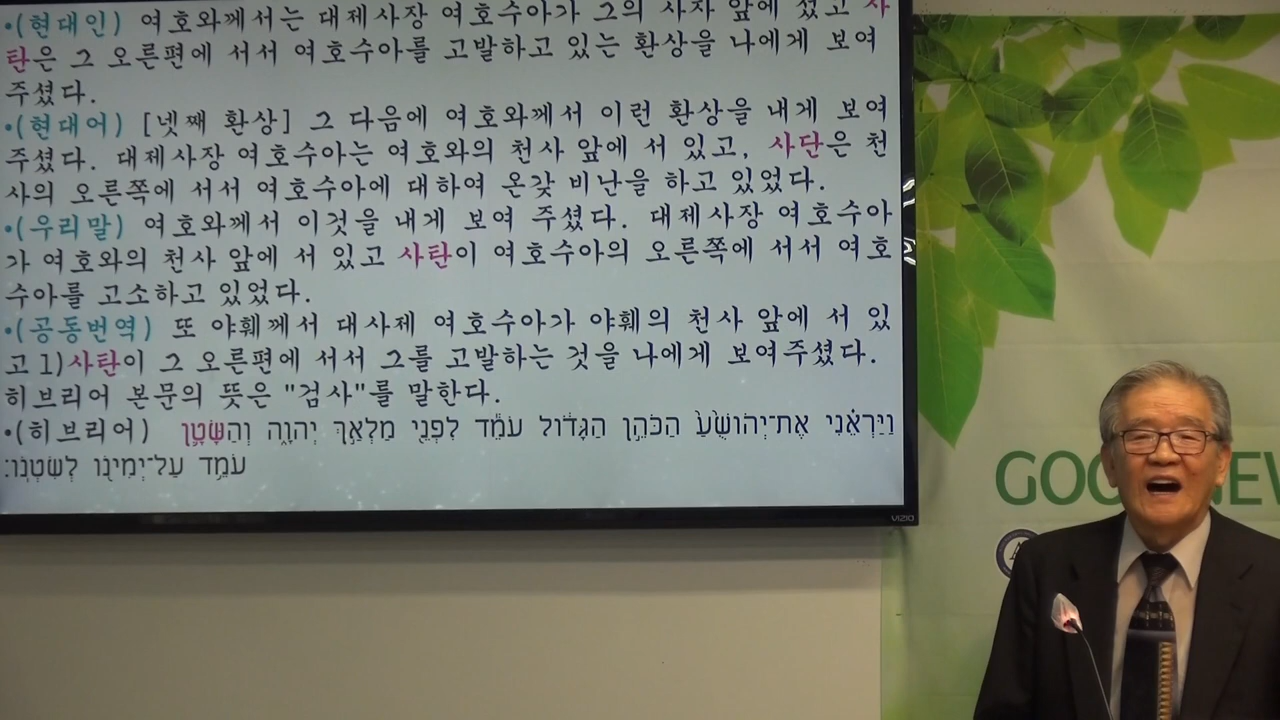 •(현대인) 여호와께서는 대제사장 여호수아가 그의 사자 앞에 섰고 사
탄은 그 오른편에 서서 여호수아를 고발하고 있는 환상을 나에게 보여
주셨다.
•(현대어) [넷째 환상] 그 다음에 여호와께서 이런 환상을 내게 보여
주셨다. 대제사장 여호수아는 여호와의 천사 앞에 서 있고, 사단은 천
사의 오른쪽에 서서 여호수아에 대하여 온갖 비난을 하고 있었다.
•(우리말) 여호와께서 이것을 내게 보여 주셨다. 대제사장 여호수아
가 여호와의 천사 앞에 서 있고 사탄이 여호수아의 오른쪽에 서서 여호
수아를 고소하고 있었다.
•(공동번역) 또 야훼께서 대사제 여호수아가 야훼의 천사 앞에 서 있
고 1)사탄이 그 오른편에 서서 그를 고발하는 것을 나에게 보여주셨다.
히브리어 본문의 뜻은 "검사"를 말한다.
•(히브리어) וַיַּרְאֵ֗נִי אֶת־יְהֹושֻׁ֙עַ֙ הַכֹּהֵ֣ן הַגָּדֹ֔ול עֹמֵ֕ד לִפְנֵ֖י מַלְאַ֣ךְ יְהוָ֑ה וְהַשָּׂטָ֛ן
עֹמֵ֥ד עַל־יְמִינֹ֖ו לְשִׂטְנֹֽו׃
VIZIO
GOO NEW